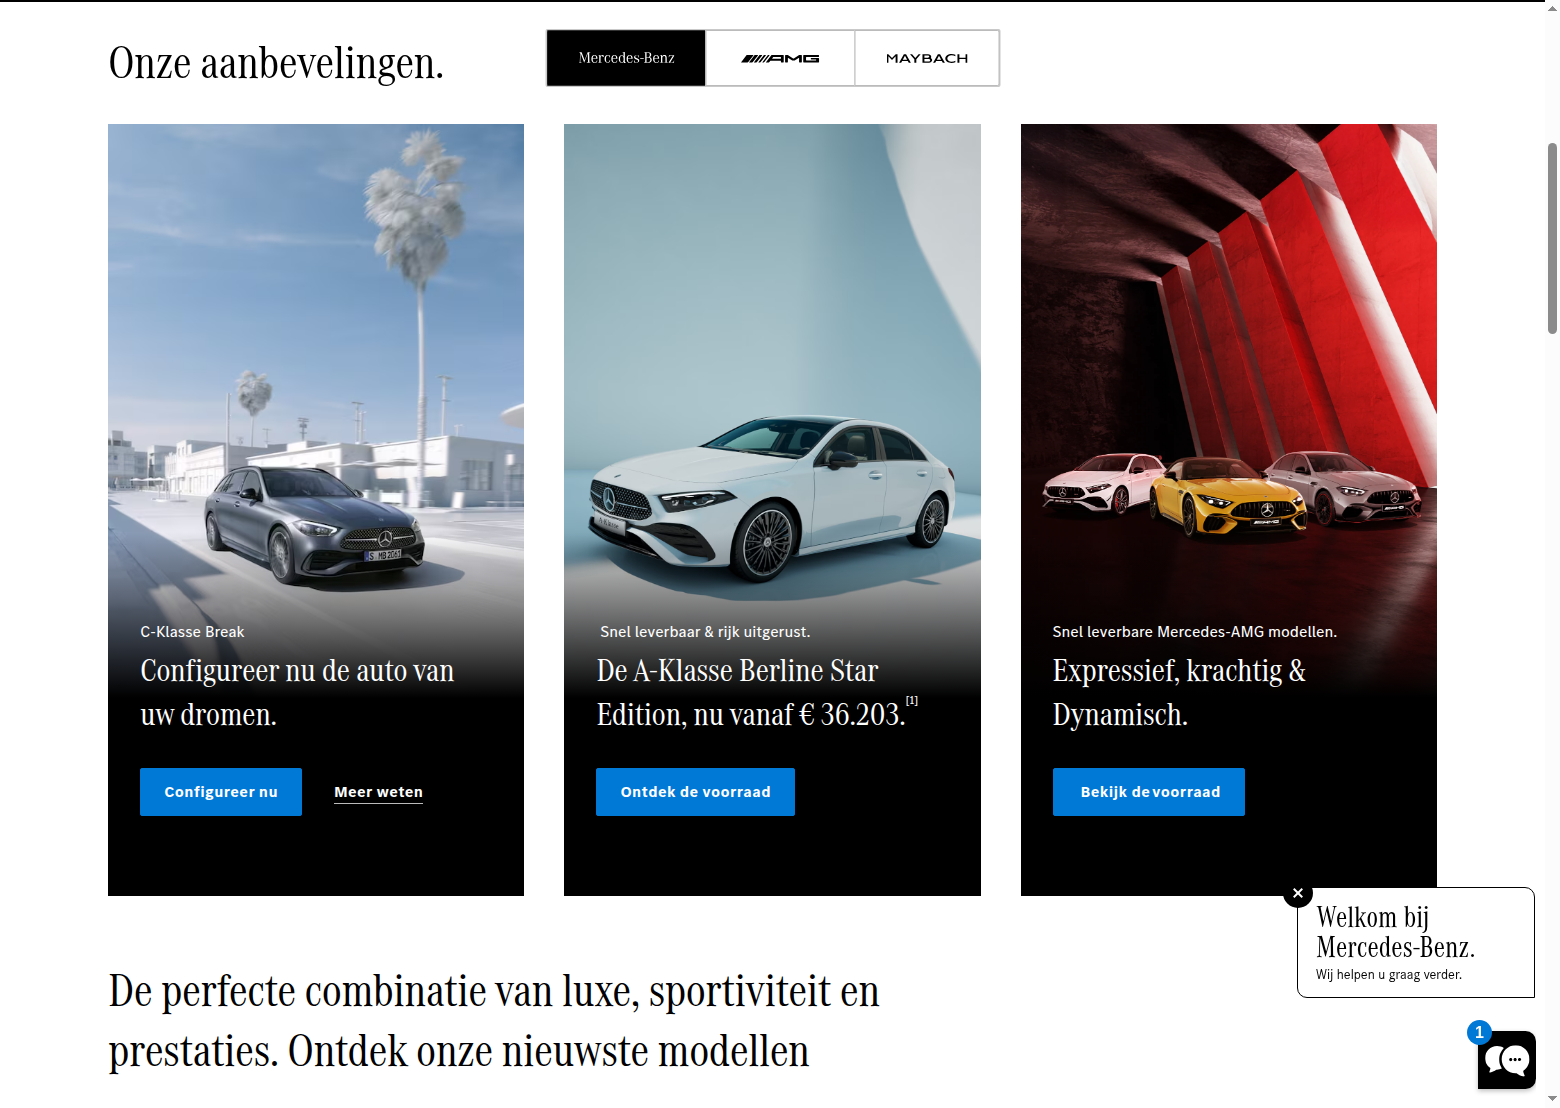 Onze aanbevelingen.
Mercedes-Benz
AMG
MAYBACH
C-Klasse Break
Configureer nu de auto van
uw dromen.
Configureer nu
Meer weten
Snel leverbaar & rijk uitgerust.
De A-Klasse Berline Star
Edition, nu vanaf € 36.203.[1]
Ontdek de voorraad
Snel leverbare Mercedes-AMG modellen.
Expressief, krachtig &
Dynamisch.
Bekijk de voorraad
Welkom bij
Mercedes-Benz.
Wij helpen u graag verder.
De perfecte combinatie van luxe, sportiviteit en
prestaties. Ontdek onze nieuwste modellen
1